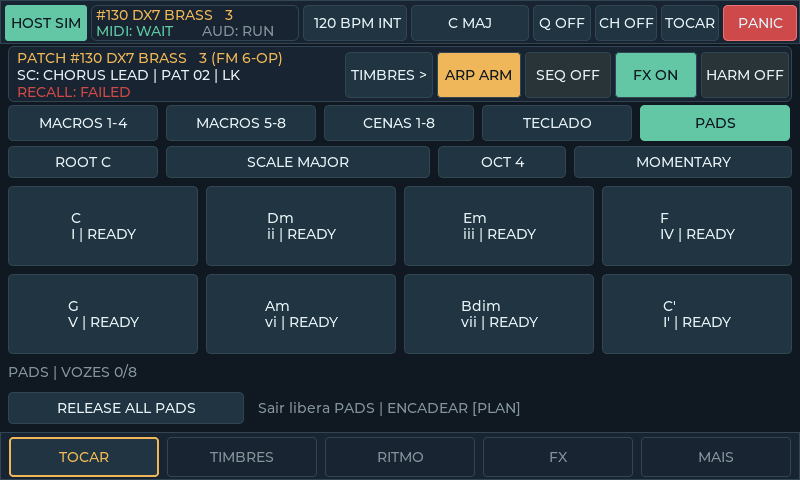 HOST SIM
#130 DX7 BRASS   3
MIDI: WAIT   AUD: RUN
120 BPM INT
C MAJ
Q OFF
CH OFF
TOCAR
PANIC
PATCH #130 DX7 BRASS   3 (FM 6-OP)
SC: CHORUS LEAD | PAT 02 | LK
RECALL: FAILED
TIMBRES >
ARP ARM
SEQ OFF
FX ON
HARM OFF
MACROS 1-4
MACROS 5-8
CENAS 1-8
TECLADO
PADS
ROOT C
SCALE MAJOR
OCT 4
MOMENTARY
C
I | READY
Dm
ii | READY
Em
iii | READY
F
IV | READY
G
V | READY
Am
vi | READY
Bdim
vii | READY
C'
I' | READY
PADS | VOZES 0/8
RELEASE ALL PADS
Sair libera PADS | ENCADEAR [PLAN]
TOCAR
TIMBRES
RITMO
FX
MAIS